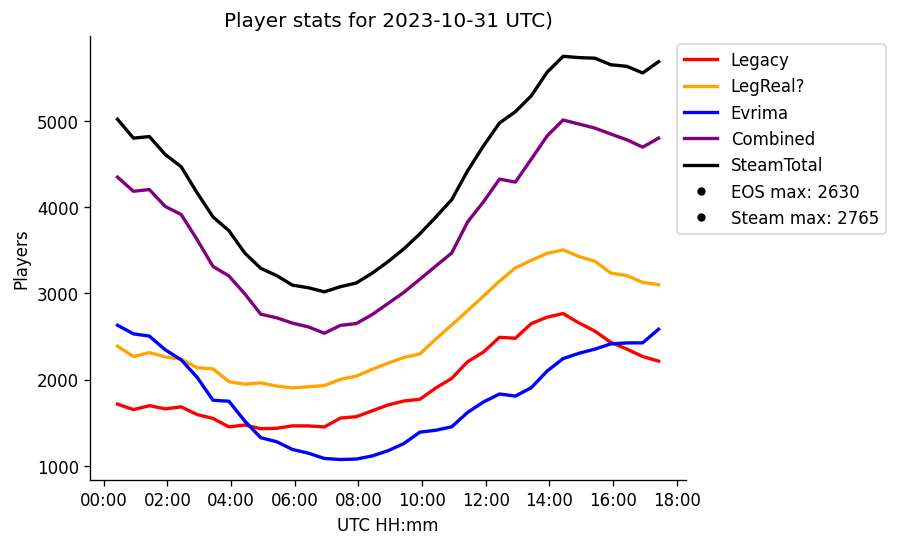 Player stats for 2023-10-31 UTC)
Legacy
LegReal?
Evrima
Combined
SteamTotal
EOS max: 2630
Steam max: 2765
Players
5000
4000
3000
2000
1000
00:00 02:00 04:00 06:00 08:00 10:00 12:00 14:00 16:00 18:00
UTC HH:mm